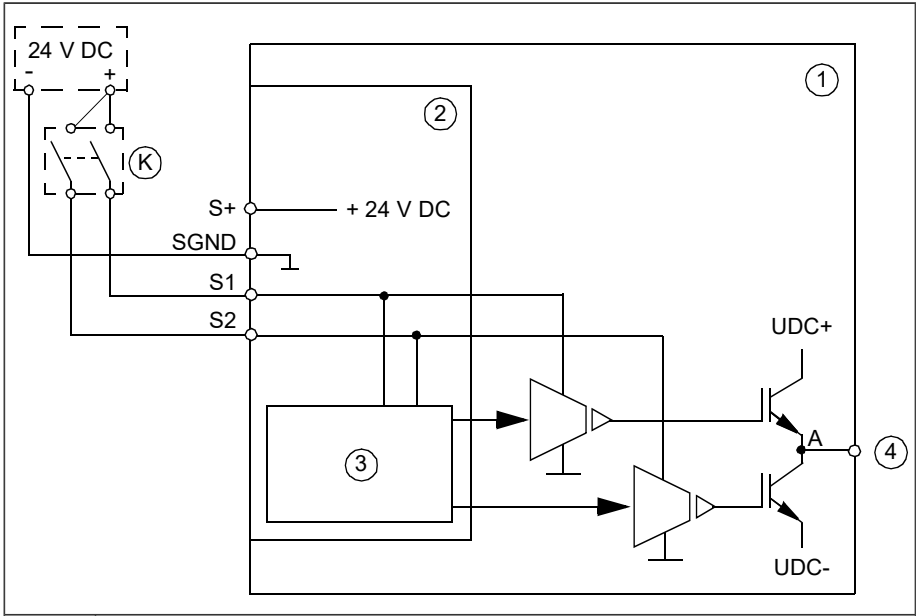 24 V DC
- +
1
2
K
S+ + 24 V DC
SGND
S1
S2
UDC+
A
3
4
UDC-